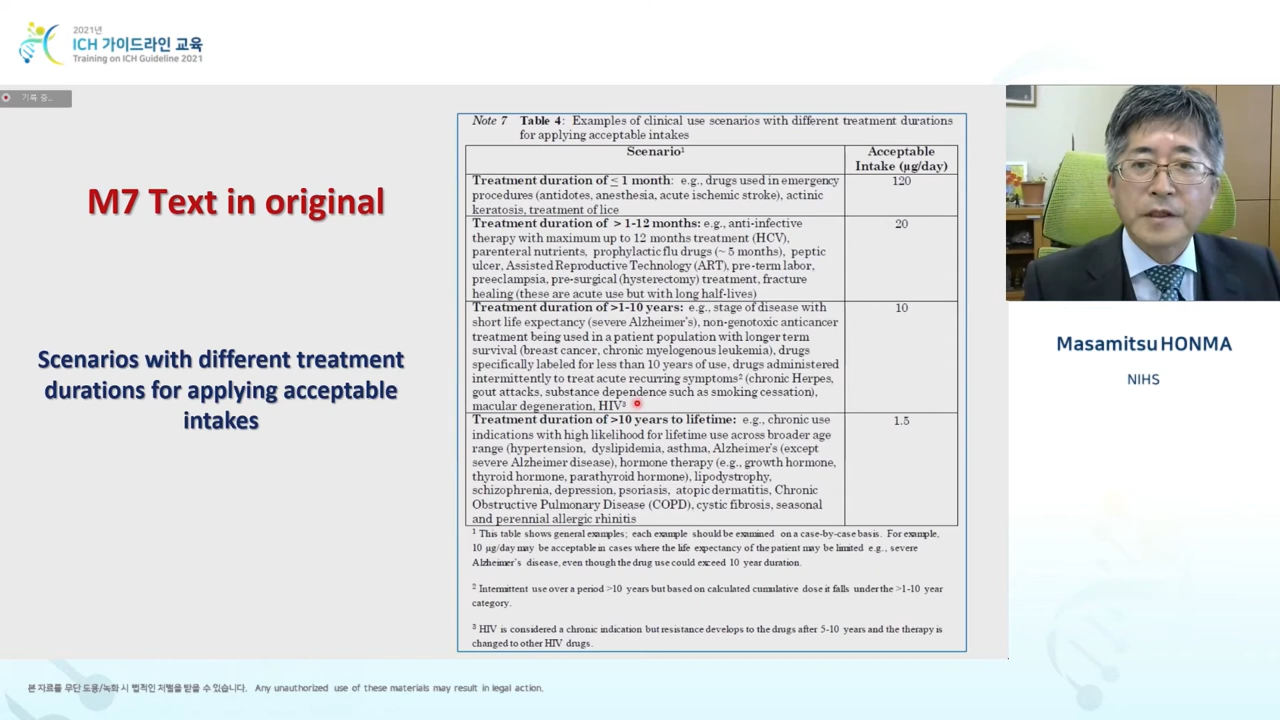 2021년
ICH 가이드라인 교육
Training on ICH Guideline 2021
기록 중...
M7 Text in original
Scenarios with different treatment
durations for applying acceptable
intakes
Note 7 Table 4: Examples of clinical use scenarios with different treatment durations
for applying acceptable intakes
Scenario¹
Acceptable
Intake (µg/day)
Treatment duration of ≤ 1 month: e.g., drugs used in emergency
procedures (antidotes, anesthesia, acute ischemic stroke), actinic
keratosis, treatment of lice
120
Treatment duration of > 1-12 months: e.g., anti-infective
therapy with maximum up to 12 months treatment (HCV),
parenteral nutrients, prophylactic flu drugs (~ 5 months), peptic
ulcer, Assisted Reproductive Technology (ART), pre-term labor,
preeclampsia, pre-surgical (hysterectomy) treatment, fracture
healing (these are acute use but with long half-lives)
20
Treatment duration of >1-10 years: e.g., stage of disease with
short life expectancy (severe Alzheimer's), non-genotoxic anticancer
treatment being used in a patient population with longer term
survival (breast cancer, chronic myelogenous leukemia), drugs
specifically labeled for less than 10 years of use, drugs administered
intermittently to treat acute recurring symptoms² (chronic Herpes,
gout attacks, substance dependence such as smoking cessation),
macular degeneration, HIV³
10
Treatment duration of >10 years to lifetime: e.g., chronic use
indications with high likelihood for lifetime use across broader age
range (hypertension, dyslipidemia, asthma, Alzheimer's (except
severe Alzheimer disease), hormone therapy (e.g., growth hormone,
thyroid hormone, parathyroid hormone), lipodystrophy,
schizophrenia, depression, psoriasis, atopic dermatitis, Chronic
Obstructive Pulmonary Disease (COPD), cystic fibrosis, seasonal
and perennial allergic rhinitis
1.5
¹ This table shows general examples; each example should be examined on a case-by-case basis. For example,
10 µg/day may be acceptable in cases where the life expectancy of the patient may be limited e.g., severe
Alzheimer's disease, even though the drug use could exceed 10 year duration.
² Intermittent use over a period >10 years but based on calculated cumulative dose it falls under the >1-10 year
category.
³ HIV is considered a chronic indication but resistance develops to the drugs after 5-10 years and the therapy is
changed to other HIV drugs.
Masamitsu HONMA
NIHS
본 자료를 무단 도용/녹화 시 법적인 처벌을 받을 수 있습니다. Any unauthorized use of these materials may result in legal action.